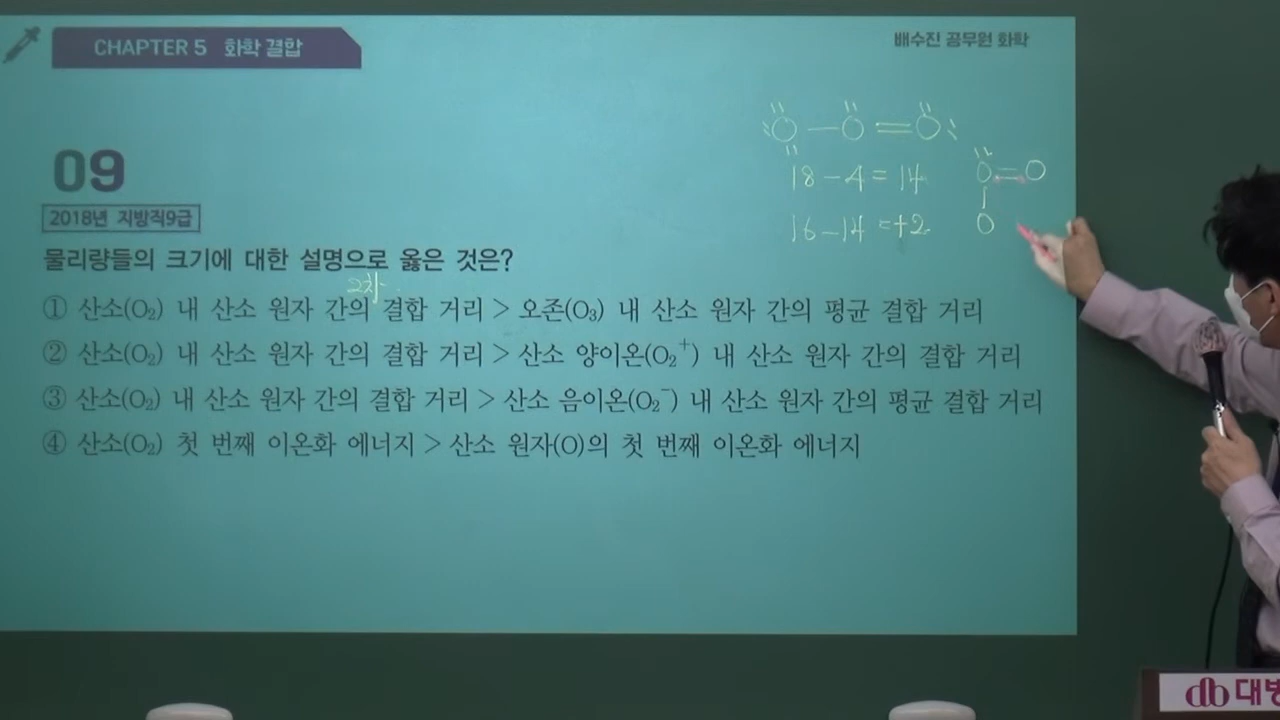 CHAPTER 5 화학 결합
배수진 공무원 화학
09
2018년 지방직9급
물리량들의 크기에 대한 설명으로 옳은 것은?
2차
① 산소(O₂) 내 산소 원자 간의 결합 거리 > 오존(O₃) 내 산소 원자 간의 평균 결합 거리
② 산소(O₂) 내 산소 원자 간의 결합 거리 > 산소 양이온(O₂⁺) 내 산소 원자 간의 결합 거리
③ 산소(O₂) 내 산소 원자 간의 결합 거리 > 산소 음이온(O₂⁻) 내 산소 원자 간의 평균 결합 거리
④ 산소(O₂) 첫 번째 이온화 에너지 > 산소 원자(O)의 첫 번째 이온화 에너지
O — O = O
18 - 4 = 14
16 - 14 = +2
O = O
|
O
db 대방